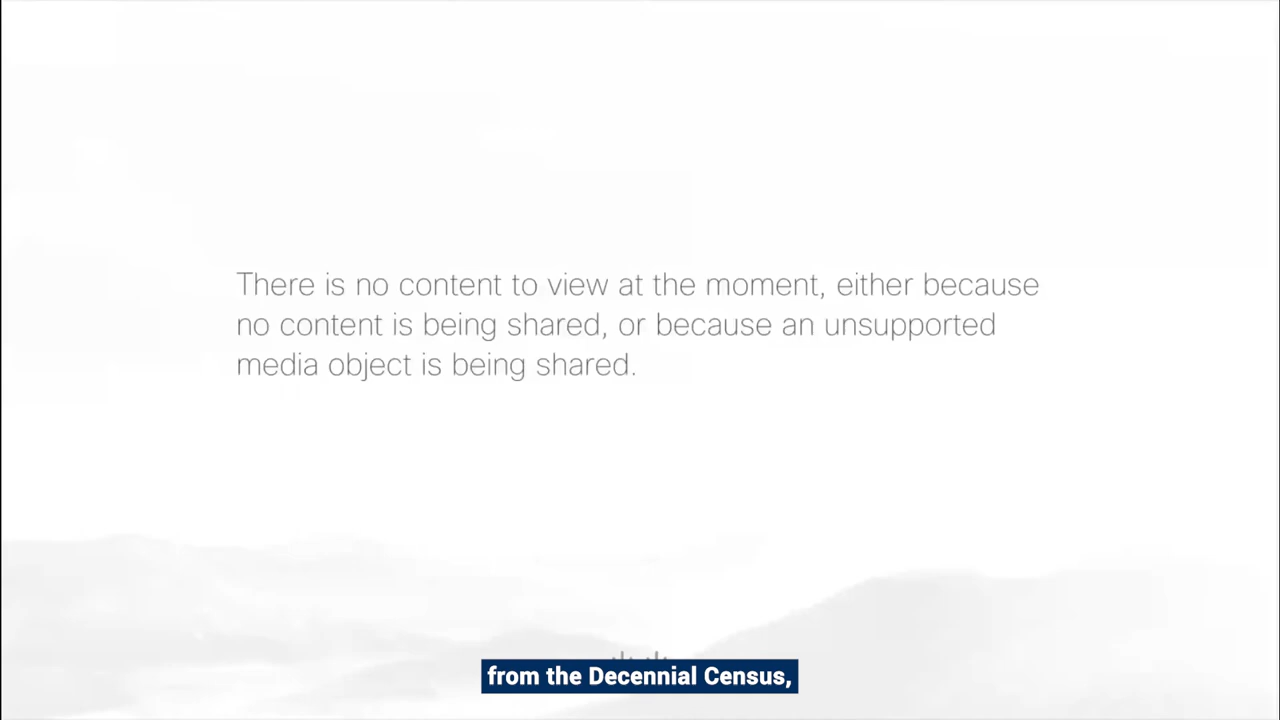 There is no content to view at the moment, either because
no content is being shared, or because an unsupported
media object is being shared.
from the Decennial Census,